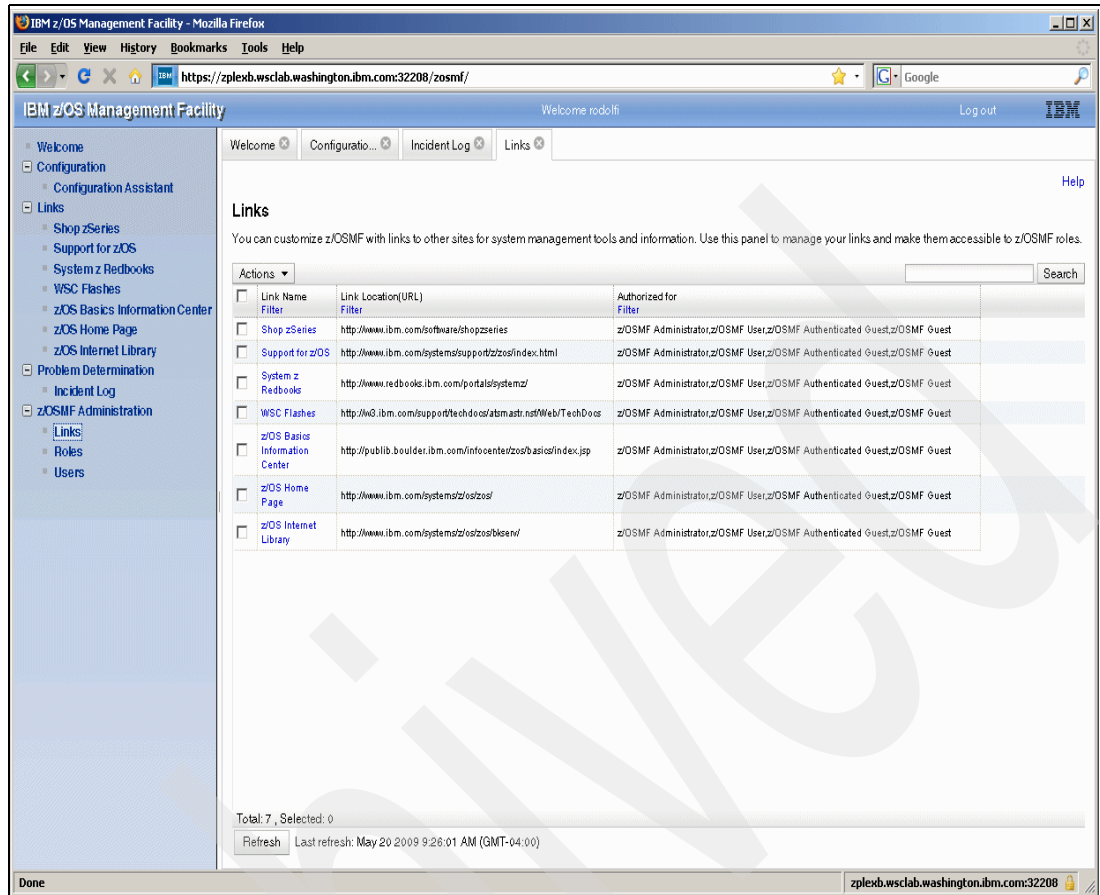 IBM z/OS Management Facility - Mozilla Firefox
File Edit View History Bookmarks Tools Help
IBM https://zplexb.wsclab.washington.ibm.com:32208/zosmf/ G Google
IBM z/OS Management Facility Welcome rodolfi Log out IBM
Welcome
Configuration
Configuration Assistant
Links
Shop zSeries
Support for z/OS
System z Redbooks
WSC Flashes
z/OS Basics Information Center
z/OS Home Page
z/OS Internet Library
Problem Determination
Incident Log
z/OSMF Administration
Links
Roles
Users
Welcome Configuratio... Incident Log Links
Help
Links
You can customize z/OSMF with links to other sites for system management tools and information. Use this panel to manage your links and make them accessible to z/OSMF roles.
Actions Search
Link Name Link Location(URL) Authorized for
Filter Filter Filter
Shop zSeries http://www.ibm.com/software/shopzseries z/OSMF Administrator,z/OSMF User,z/OSMF Authenticated Guest,z/OSMF Guest
Support for z/OS http://www.ibm.com/systems/support/z/zos/index.html z/OSMF Administrator,z/OSMF User,z/OSMF Authenticated Guest,z/OSMF Guest
System z
Redbooks http://www.redbooks.ibm.com/portals/systemz/ z/OSMF Administrator,z/OSMF User,z/OSMF Authenticated Guest,z/OSMF Guest
WSC Flashes http://w3.ibm.com/support/techdocs/atsmastr.nsf/Web/TechDocs z/OSMF Administrator,z/OSMF User,z/OSMF Authenticated Guest,z/OSMF Guest
z/OS Basics
Information http://publib.boulder.ibm.com/infocenter/zos/basics/index.jsp z/OSMF Administrator,z/OSMF User,z/OSMF Authenticated Guest,z/OSMF Guest
Center
z/OS Home
Page http://www.ibm.com/systems/z/os/zos/ z/OSMF Administrator,z/OSMF User,z/OSMF Authenticated Guest,z/OSMF Guest
z/OS Internet
Library http://www.ibm.com/systems/z/os/zos/bkserv/ z/OSMF Administrator,z/OSMF User,z/OSMF Authenticated Guest,z/OSMF Guest
Total: 7 , Selected: 0
Refresh Last refresh: May 20 2009 9:26:01 AM (GMT-04:00)
Done zplexb.wsclab.washington.ibm.com:32208
hived